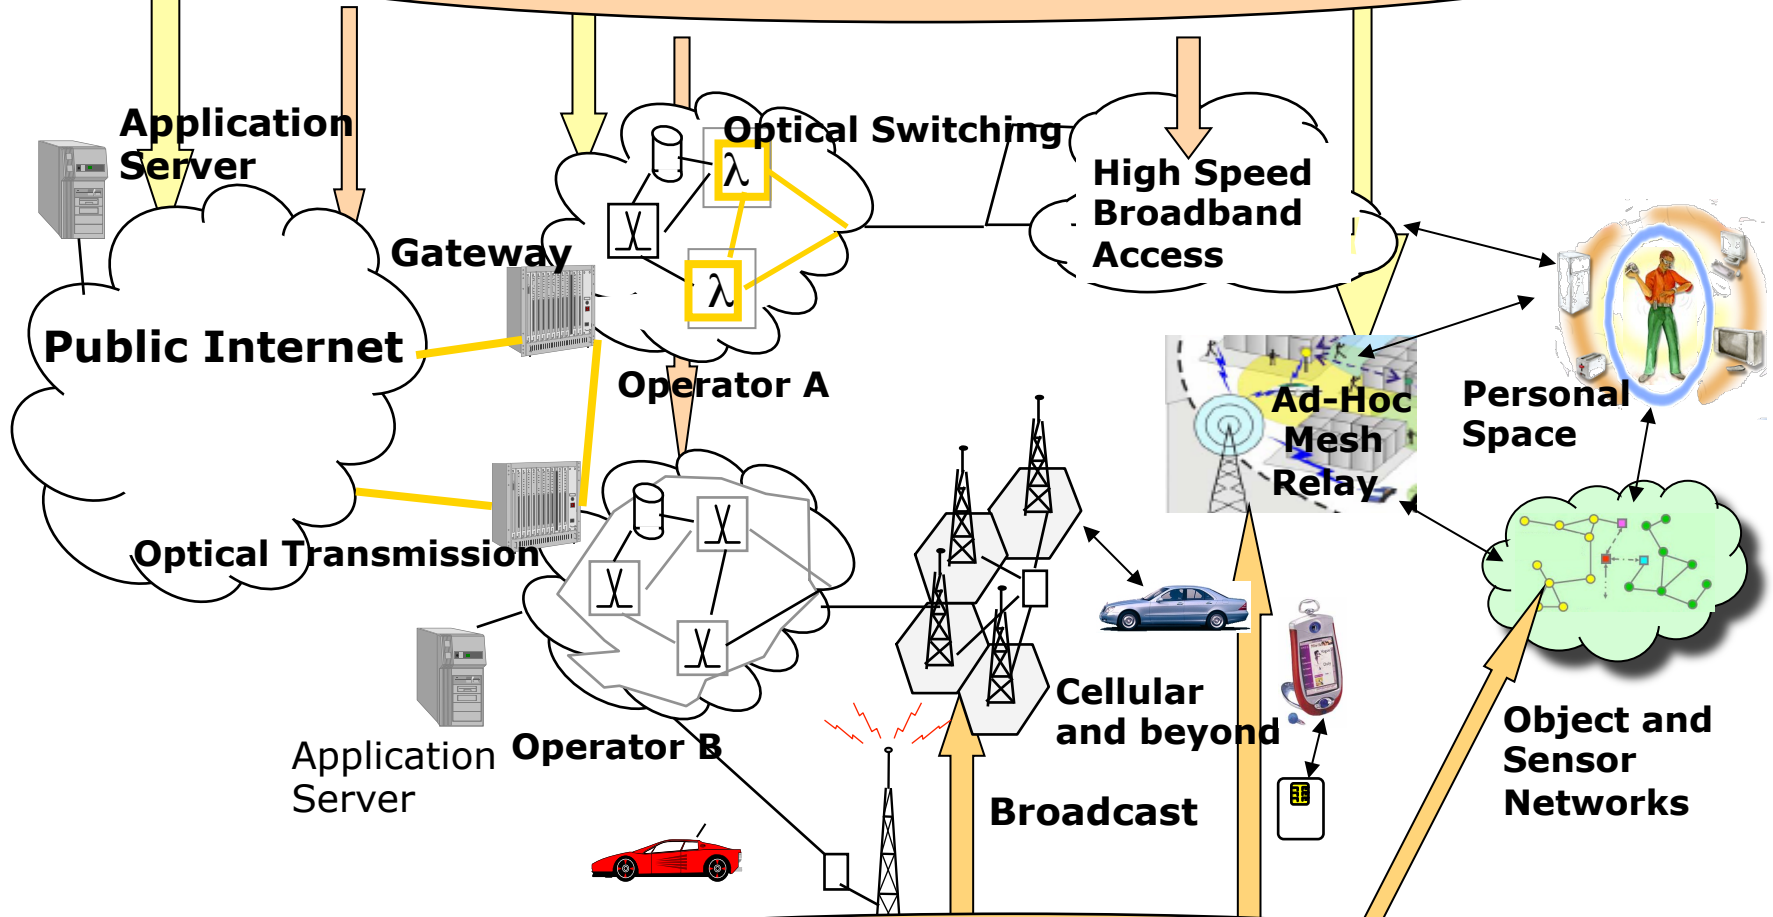 Application
Server
Optical Switching
λ
High Speed
Broadband
Access
Gateway
λ
Public Internet
Operator A
Ad-Hoc
Mesh
Relay
Personal
Space
Optical Transmission
Cellular
and beyond
Object and
Sensor
Networks
Application
Server
Operator B
Broadcast